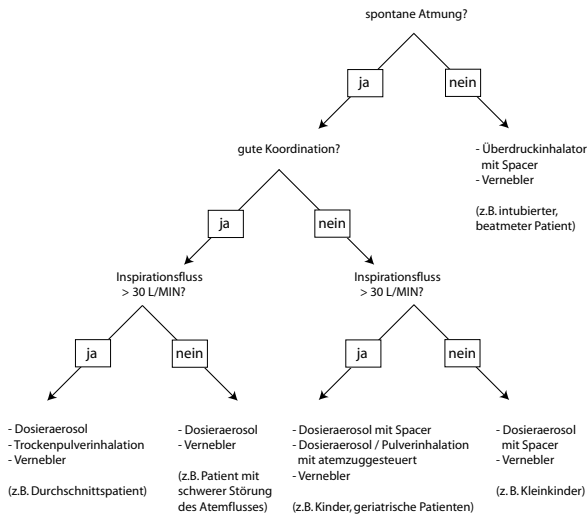 spontane Atmung?
ja
nein
gute Koordination?
- Überdruckinhalator
mit Spacer
- Vernebler
(z.B. intubierter,
beatmeter Patient)
ja
nein
Inspirationsfluss
> 30 L/MIN?
Inspirationsfluss
> 30 L/MIN?
ja
nein
ja
nein
- Dosieraerosol
- Trockenpulverinhalation
- Vernebler
(z.B. Durchschnittspatient)
- Dosieraerosol
- Vernebler
(z.B. Patient mit
schwerer Störung
des Atemflusses)
- Dosieraerosol mit Spacer
- Dosieraerosol / Pulverinhalation
mit atemzuggesteuert
- Vernebler
(z.B. Kinder, geriatrische Patienten)
- Dosieraerosol
mit Spacer
- Vernebler
(z. B. Kleinkinder)